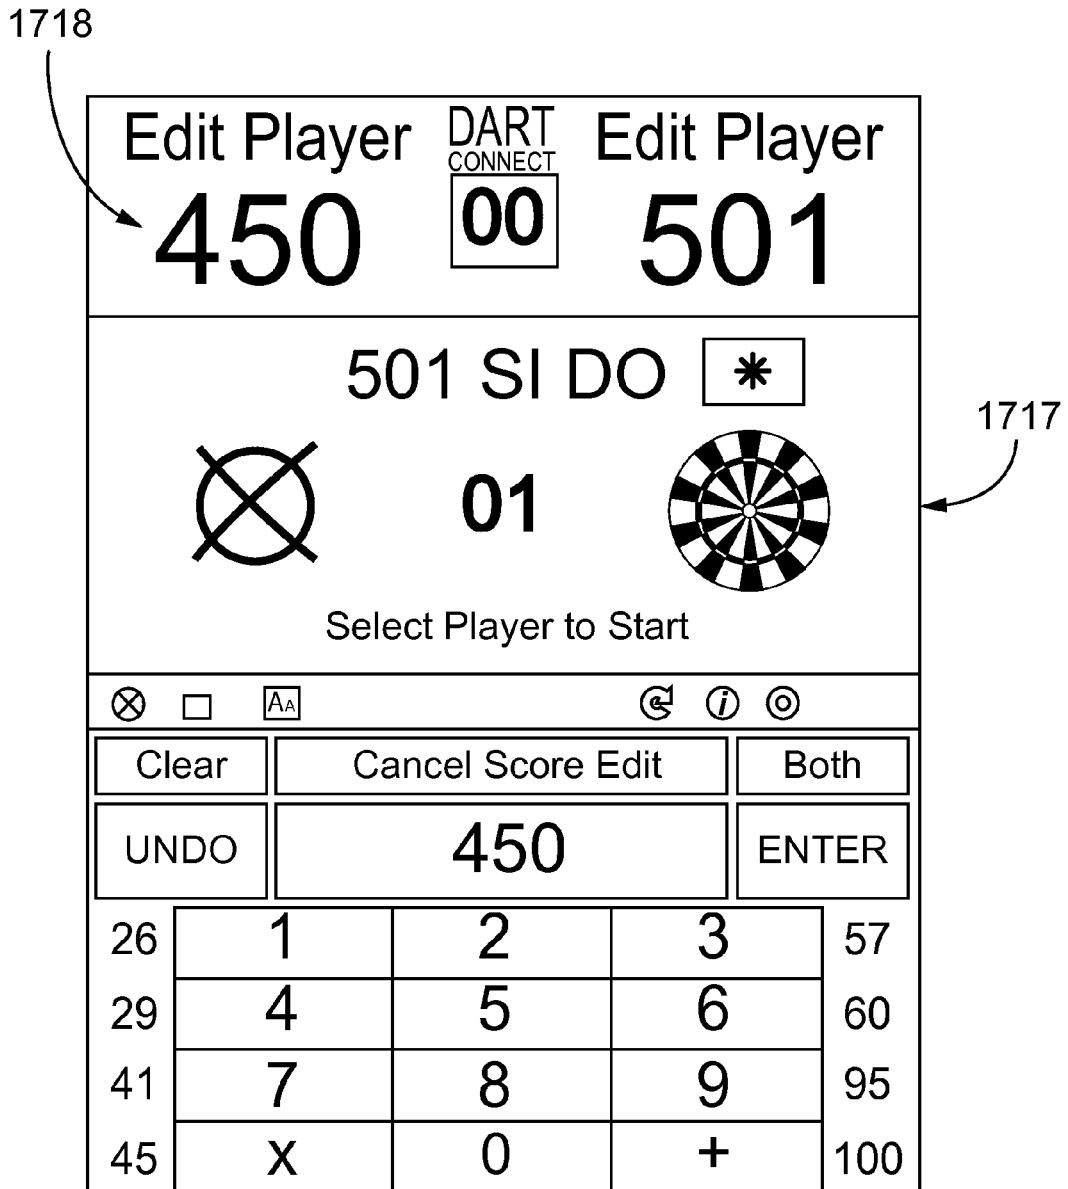 1718
Edit Player
DART
CONNECT
Edit Player
450
00
501
501 SI DO *
1717
01
Select Player to Start
AA
i
Clear
Cancel Score Edit
Both
UNDO
450
ENTER
26 1 2 3 57
29 4 5 6 60
41 7 8 9 95
45 x 0 + 100